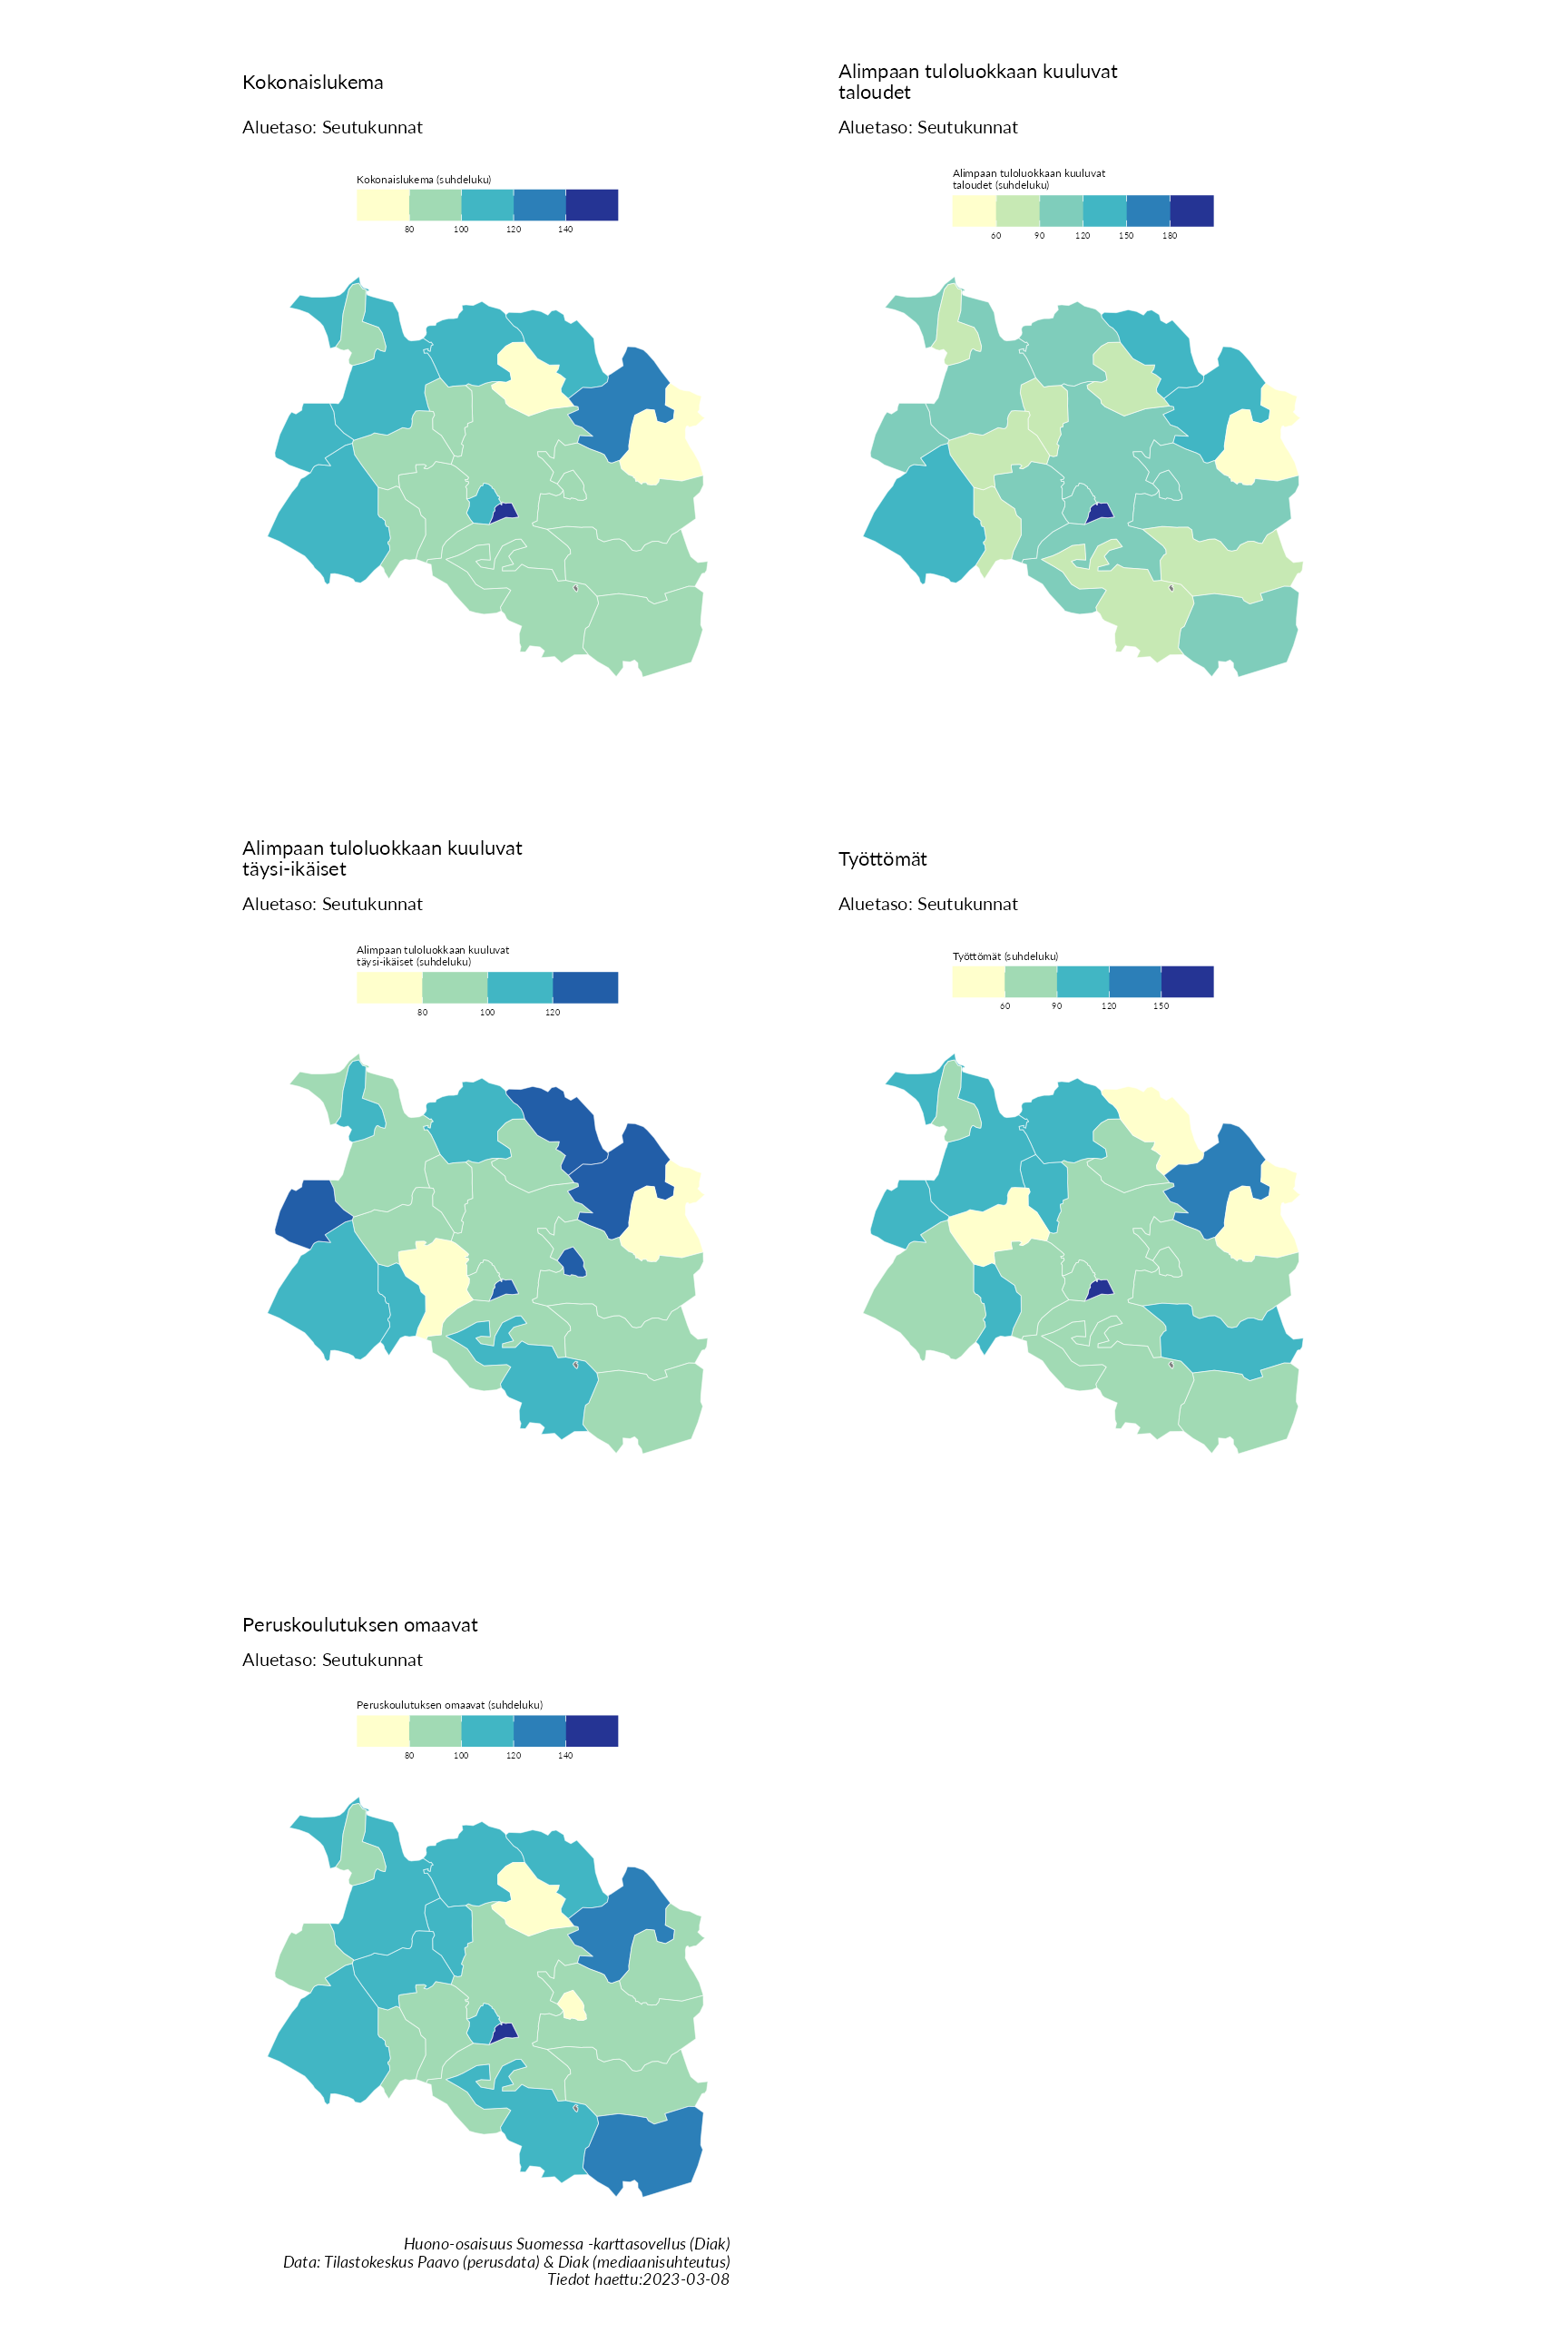 Kokonaislukema
Aluetaso: Seutukunnat
Kokonaislukema (suhdeluku)
80 100 120 140
Alimpaan tuloluokkaan kuuluvat
taloudet
Aluetaso: Seutukunnat
Alimpaan tuloluokkaan kuuluvat
taloudet (suhdeluku)
60 90 120 150 180
Alimpaan tuloluokkaan kuuluvat
täysi-ikäiset
Aluetaso: Seutukunnat
Alimpaan tuloluokkaan kuuluvat
täysi-ikäiset (suhdeluku)
80 100 120
Työttömät
Aluetaso: Seutukunnat
Työttömät (suhdeluku)
60 90 120 150
Peruskoulutuksen omaavat
Aluetaso: Seutukunnat
Peruskoulutuksen omaavat (suhdeluku)
80 100 120 140
Huono-osaisuus Suomessa -karttasovellus (Diak)
Data: Tilastokeskus Paavo (perusdata) & Diak (mediaanisuhteutus)
Tiedot haettu:2023-03-08